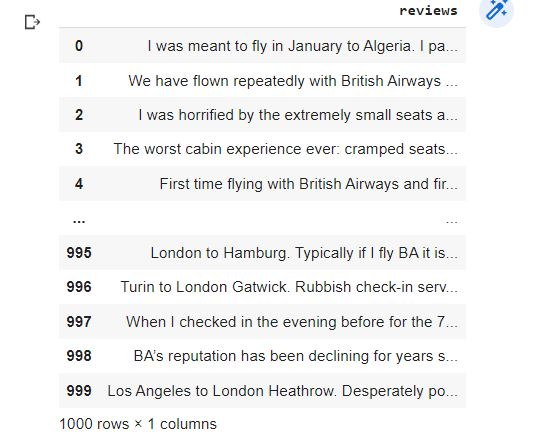 reviews
0 I was meant to fly in January to Algeria. I pa...
1 We have flown repeatedly with British Airways ...
2 I was horrified by the extremely small seats a...
3 The worst cabin experience ever: cramped seats...
4 First time flying with British Airways and fir...
... ...
995 London to Hamburg. Typically if I fly BA it is...
996 Turin to London Gatwick. Rubbish check-in serv...
997 When I checked in the evening before for the 7...
998 BA’s reputation has been declining for years s...
999 Los Angeles to London Heathrow. Desperately po...
1000 rows × 1 columns